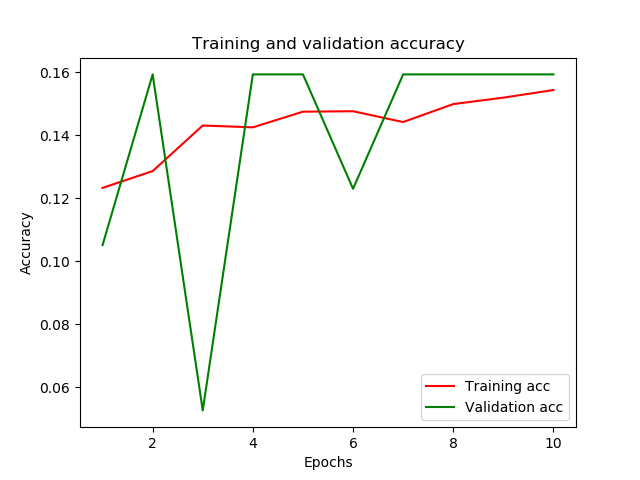 Training and validation accuracy
Accuracy
0.16
0.14
0.12
0.10
0.08
0.06
Training acc
Validation acc
2 4 6 8 10
Epochs